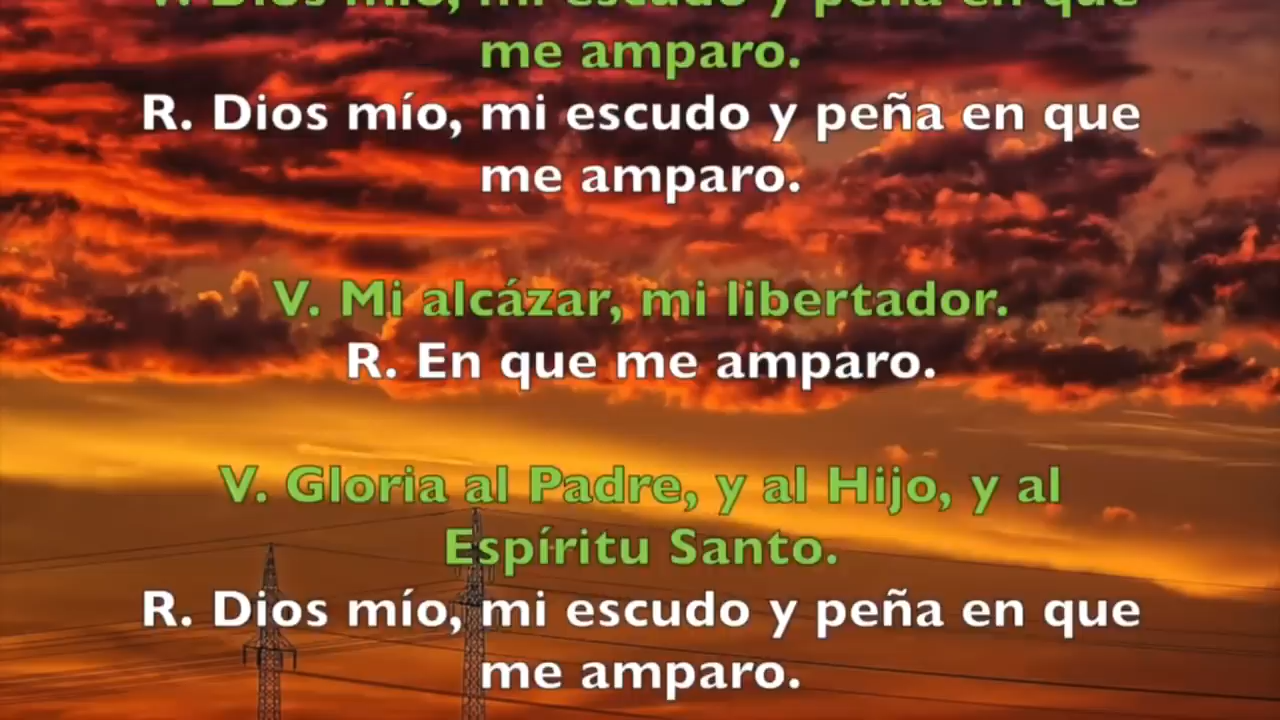 V. Dios mío, mi escudo y peña en que
me amparo.
R. Dios mío, mi escudo y peña en que
me amparo.
V. Mi alcázar, mi libertador.
R. En que me amparo.
V. Gloria al Padre, y al Hijo, y al
Espíritu Santo.
R. Dios mío, mi escudo y peña en que
me amparo.